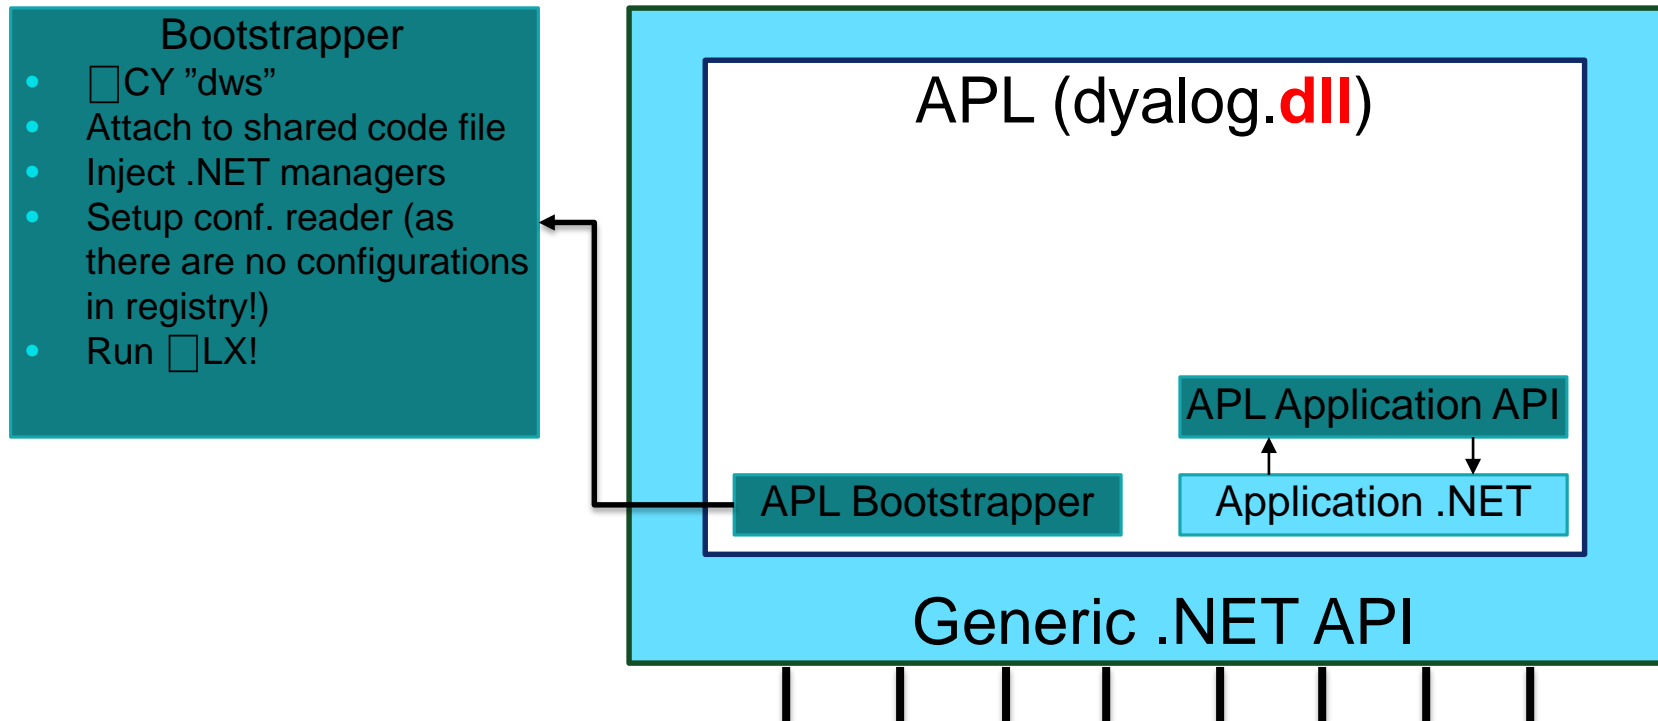 Bootstrapper
• ⎕CY ”dws”
• Attach to shared code file
• Inject .NET managers
• Setup conf. reader (as
there are no configurations
in registry!)
• Run ⎕LX!
APL (dyalog.dll)
APL Application API
APL Bootstrapper
Application .NET
Generic .NET API